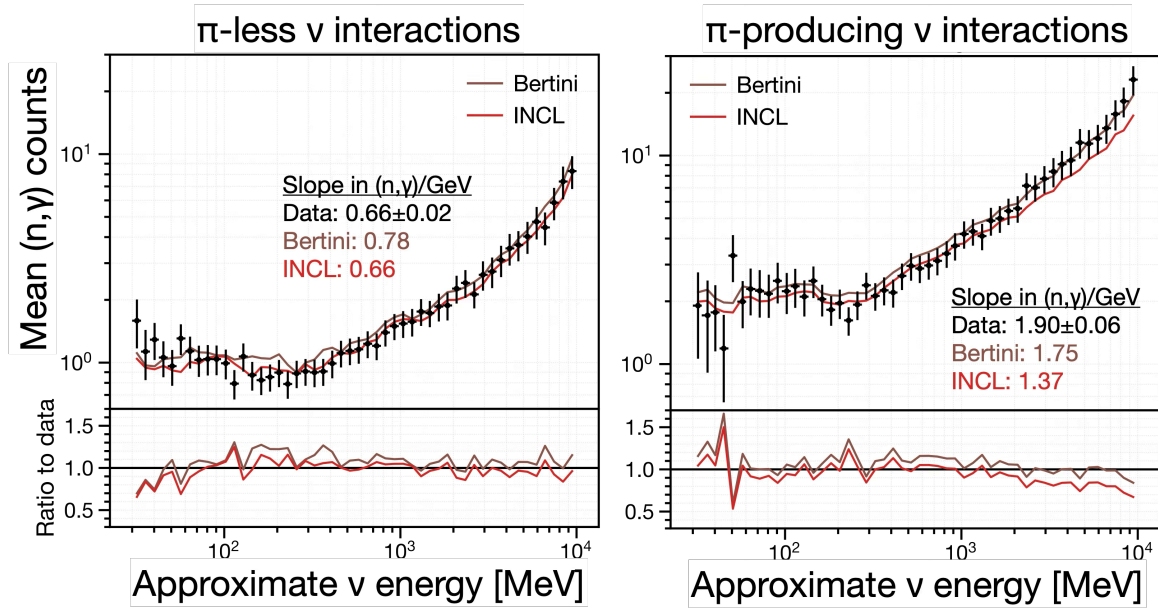 π-less ν interactions
Mean (n,γ) counts
Bertini
INCL
10¹
Slope in (n,γ)/GeV
Data: 0.66±0.02
Bertini: 0.78
INCL: 0.66
10⁰
Ratio to data
1.5
1.0
0.5
10²
10³
10⁴
Approximate ν energy [MeV]
π-producing ν interactions
Bertini
INCL
10¹
Slope in (n,γ)/GeV
Data: 1.90±0.06
Bertini: 1.75
INCL: 1.37
10⁰
1.5
1.0
0.5
10²
10³
10⁴
Approximate ν energy [MeV]